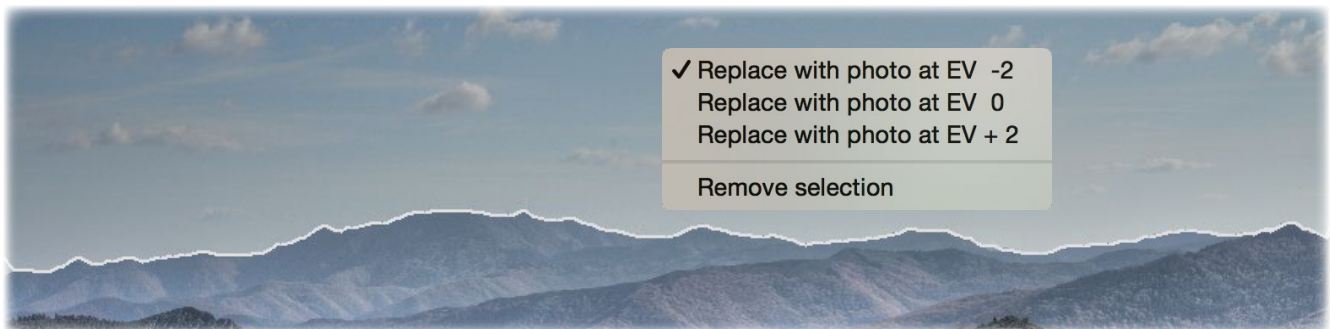 ✓ Replace with photo at EV -2
Replace with photo at EV 0
Replace with photo at EV + 2
Remove selection